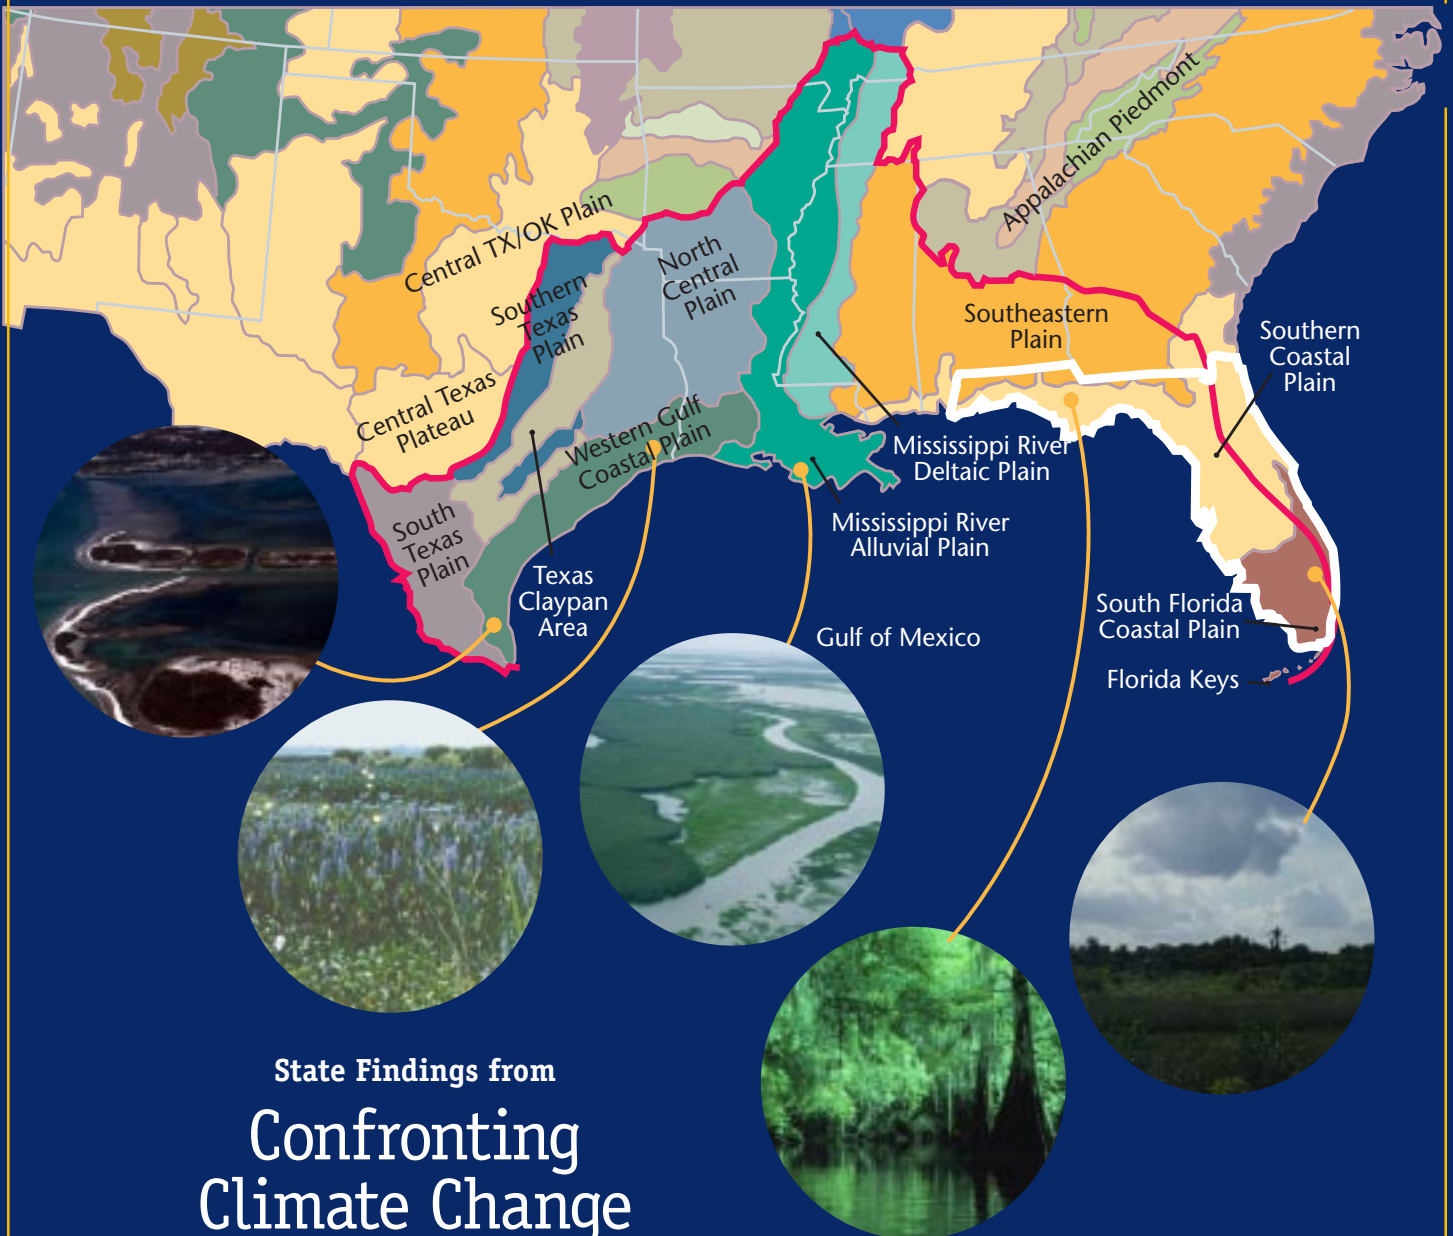 Appalachian Piedmont
Central TX/OK Plain
North
Central
Plain
Southern
Texas
Plain
Southeastern
Plain
Southern
Coastal
Plain
Central Texas
Plateau
Western Gulf
Coastal Plain
Mississippi River
Deltaic Plain
South
Texas
Plain
Mississippi River
Alluvial Plain
Texas
Claypan
Area
South Florida
Coastal Plain
Gulf of Mexico
Florida Keys
State Findings from
Confronting
Climate Change